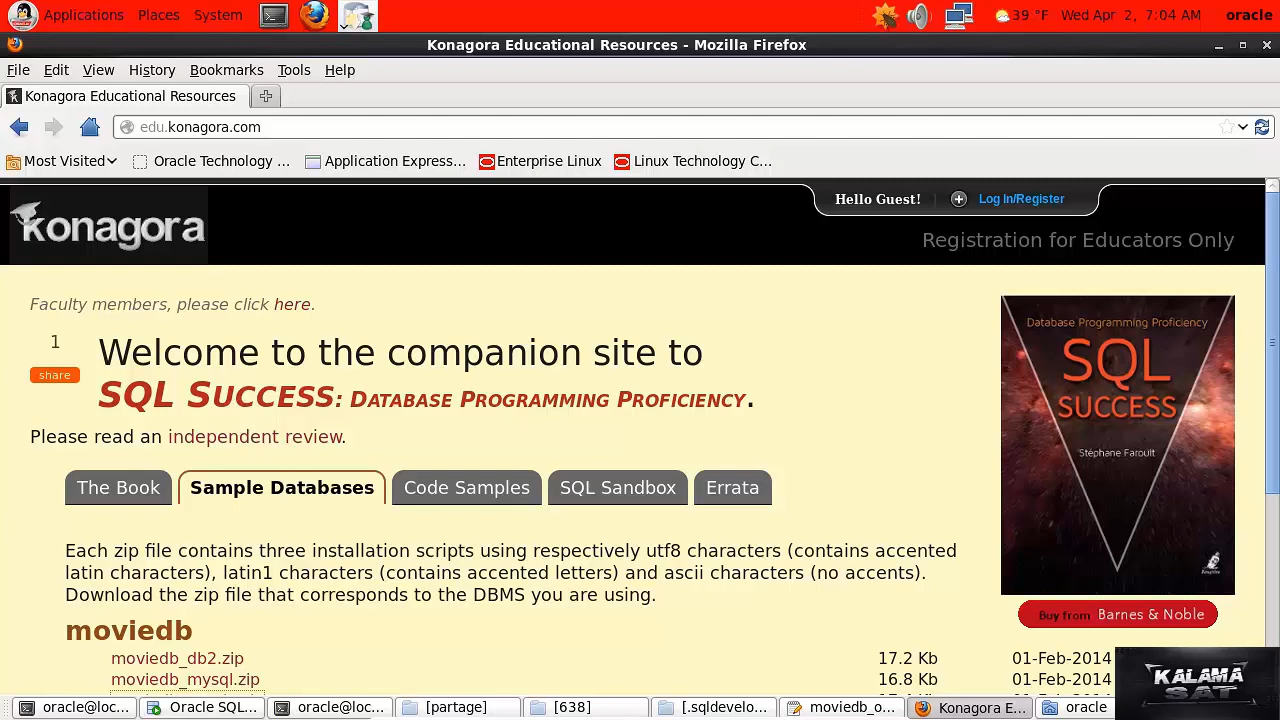 Applications Places System 39 °F Wed Apr 2, 7:04 AM oracle
Konagora Educational Resources - Mozilla Firefox
File Edit View History Bookmarks Tools Help
Konagora Educational Resources
edu.konagora.com
Most Visited Oracle Technology ... Application Express... Enterprise Linux Linux Technology C...
konagora
Hello Guest! Log In/Register
Registration for Educators Only
Faculty members, please click here.
1
share
Welcome to the companion site to
SQL SUCCESS: DATABASE PROGRAMMING PROFICIENCY.
Please read an independent review.
Database Programming Proficiency
SQL
SUCCESS
Stéphane Faroult
Buy from Barnes & Noble
The Book Sample Databases Code Samples SQL Sandbox Errata
Each zip file contains three installation scripts using respectively utf8 characters (contains accented
latin characters), latin1 characters (contains accented letters) and ascii characters (no accents).
Download the zip file that corresponds to the DBMS you are using.
moviedb
moviedb_db2.zip 17.2 Kb 01-Feb-2014
moviedb_mysql.zip 16.8 Kb 01-Feb-2014
KALAMA
SAT
oracle@loc... Oracle SQL... oracle@loc... [partage] [638] [.sqldevelo... moviedb_o... Konagora E... oracle